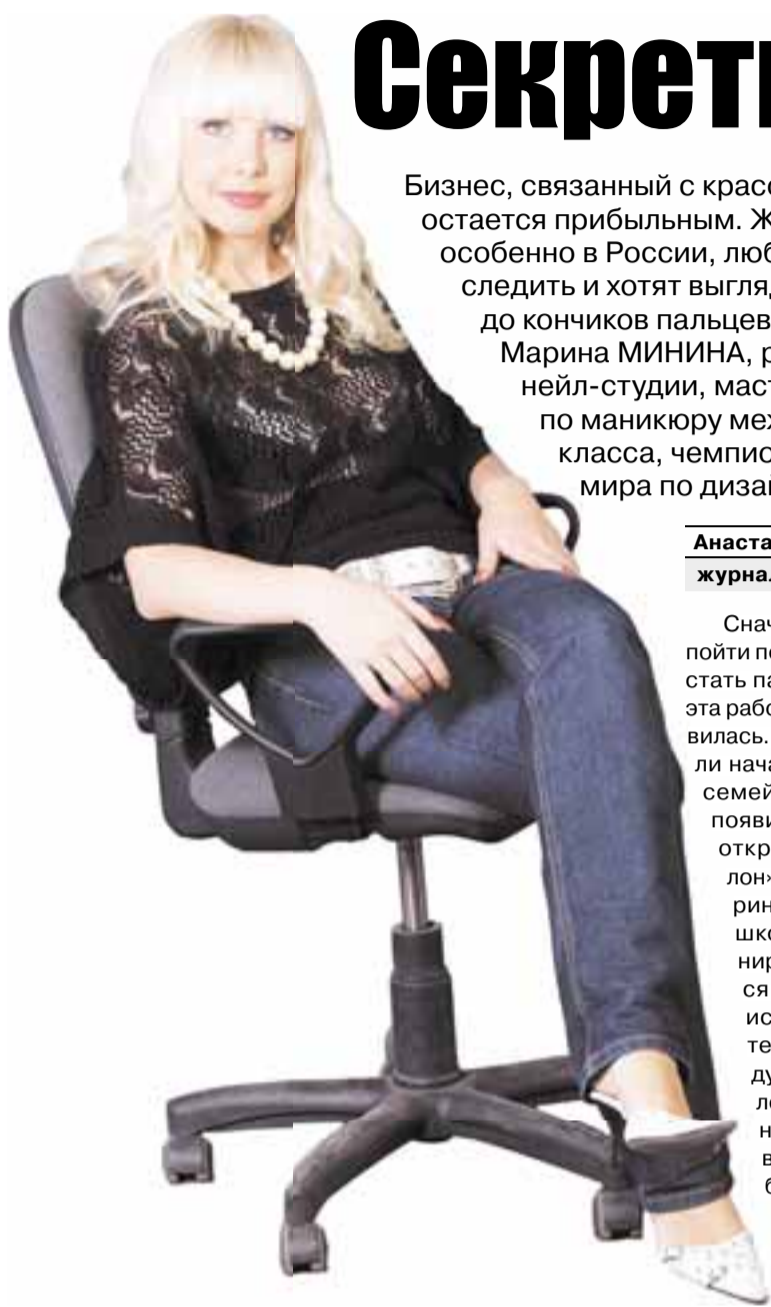 Секреты
Бизнес, связанный с красо
остается прибыльным. Ж
особенно в России, люб
следить и хотят выгляд
до кончиков пальцев
Марина МИНИНА, р
нейл-студии, маст
по маникюру меж
класса, чемпио
мира по дизай
Анаста
журнал
Снач
пойти по
стать па
эта рабо
вилась.
ли нача
семей
появи
откр
лон»
рин
шко
нир
ся
ис
те
ду
ле
н
в
б